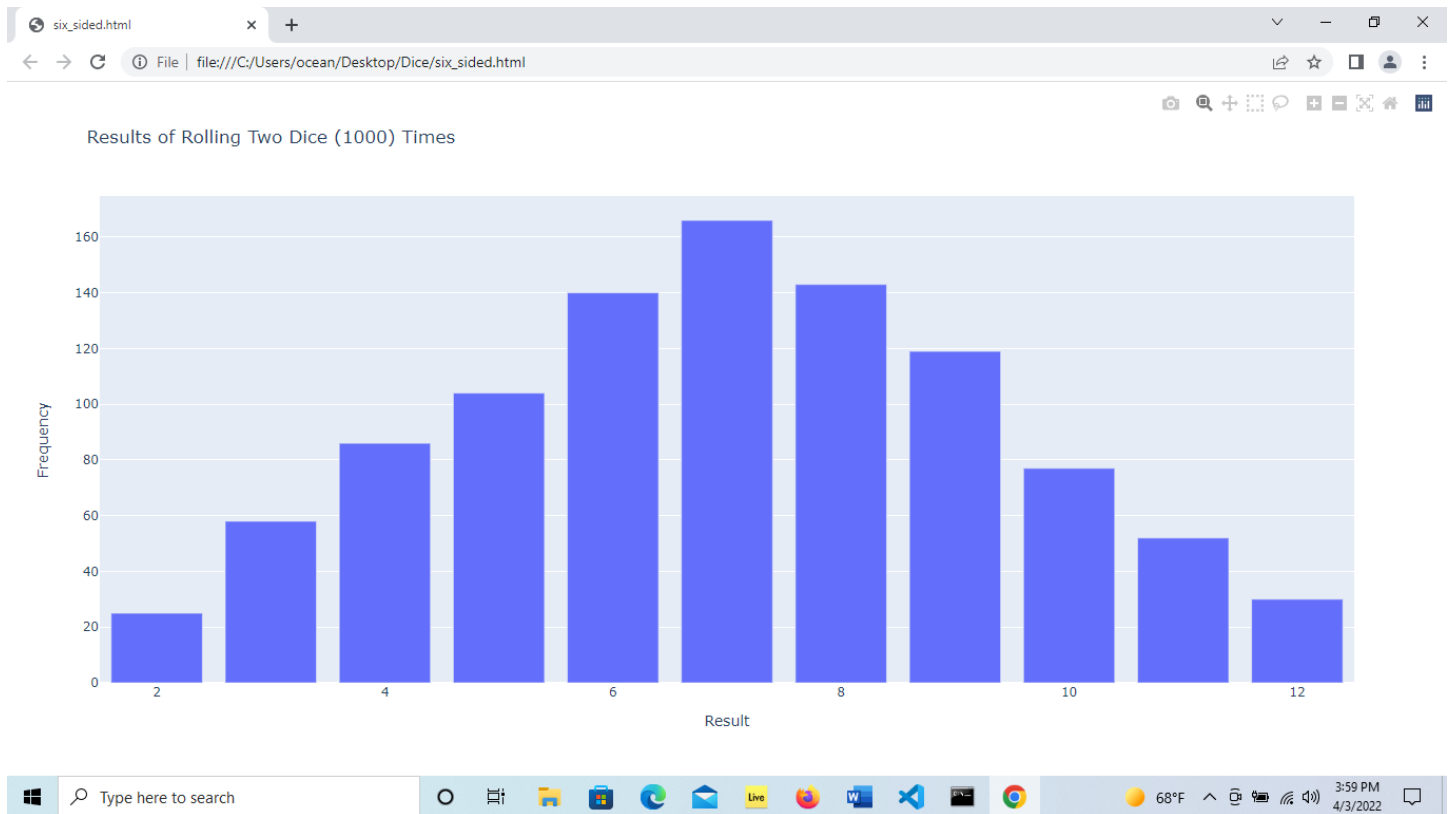 six_sided.html
File file:///C:/Users/ocean/Desktop/Dice/six_sided.html
Results of Rolling Two Dice (1000) Times
160
140
120
100
80
60
40
20
0
Frequency
2 4 6 8 10 12
Result
Type here to search
Live
68°F
3:59 PM
4/3/2022